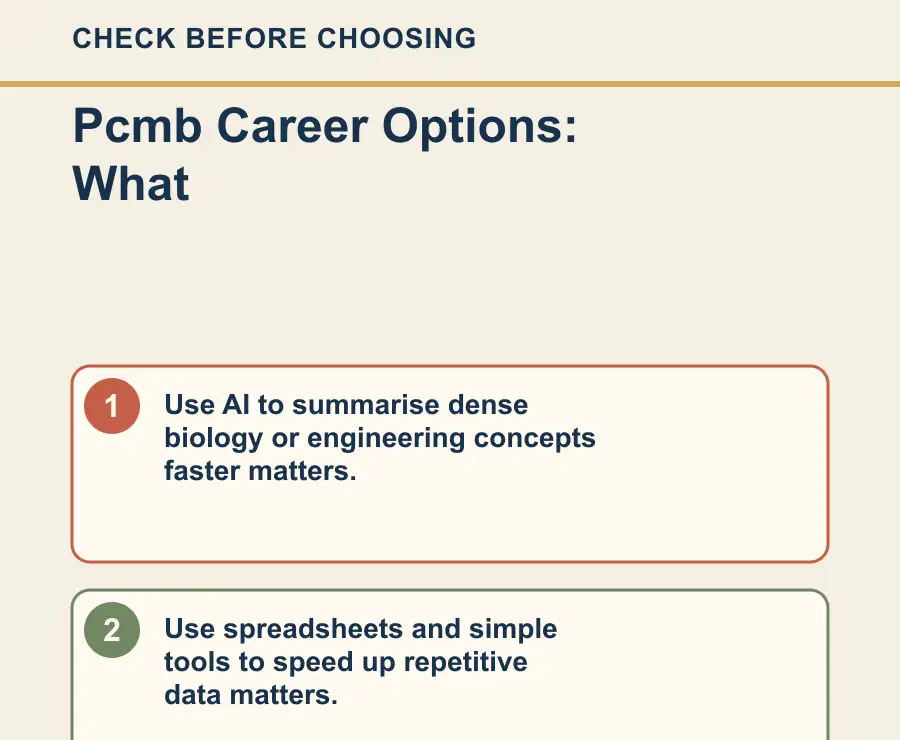 CHECK BEFORE CHOOSING
Pcmb Career Options:
What
1
Use AI to summarise dense
biology or engineering concepts
faster matters.
2
Use spreadsheets and simple
tools to speed up repetitive
data matters.